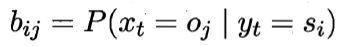 b_{ij} = P(x_t = o_j | y_t = s_i)